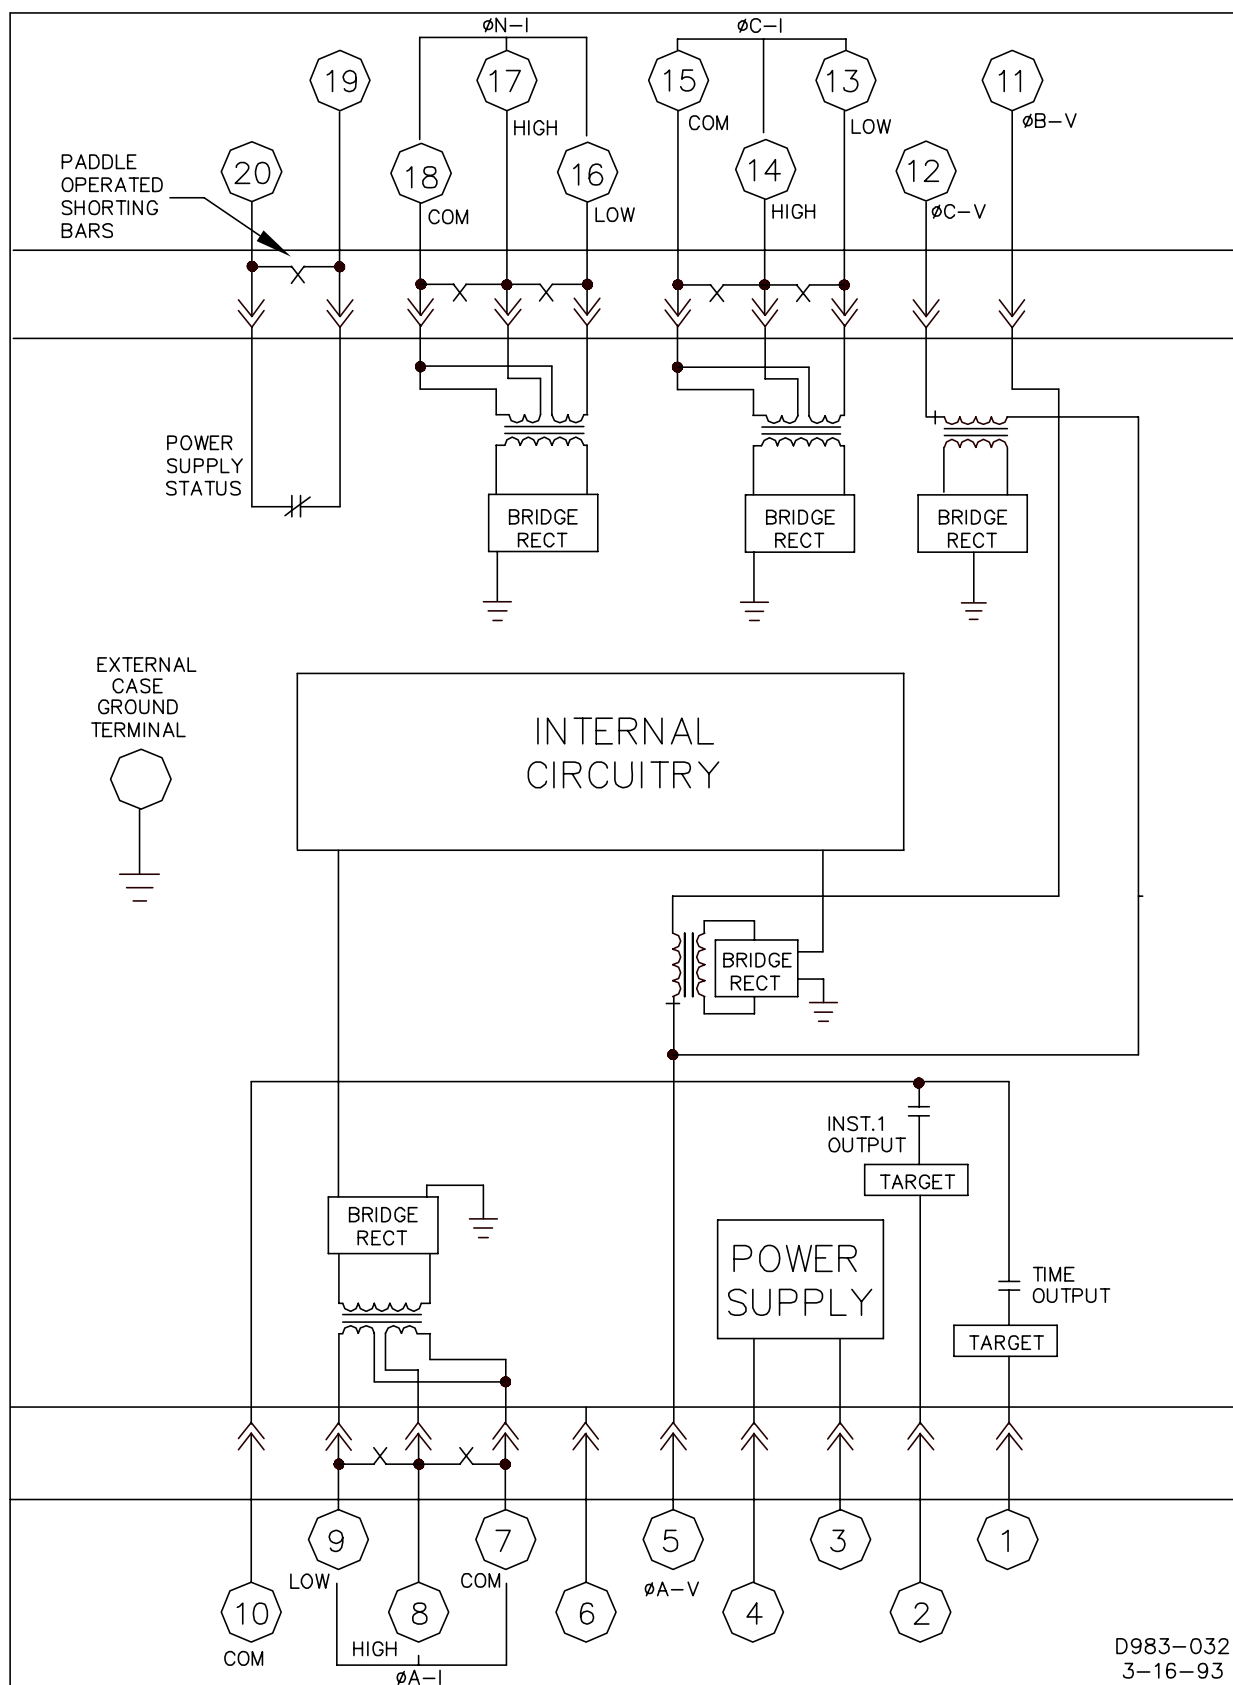 øN-I
øC-I
19
17
15
13
11
HIGH
COM
LOW
øB-V
PADDLE
OPERATED
SHORTING
BARS
20
18
16
14
12
COM
LOW
HIGH
øC-V
POWER
SUPPLY
STATUS
BRIDGE
RECT
BRIDGE
RECT
BRIDGE
RECT
EXTERNAL
CASE
GROUND
TERMINAL
INTERNAL
CIRCUITRY
BRIDGE
RECT
INST.1
OUTPUT
TARGET
BRIDGE
RECT
POWER
SUPPLY
TIME
OUTPUT
TARGET
9
7
5
3
1
LOW
COM
øA-V
10
8
6
4
2
COM
HIGH
øA-I
D983-032
3-16-93